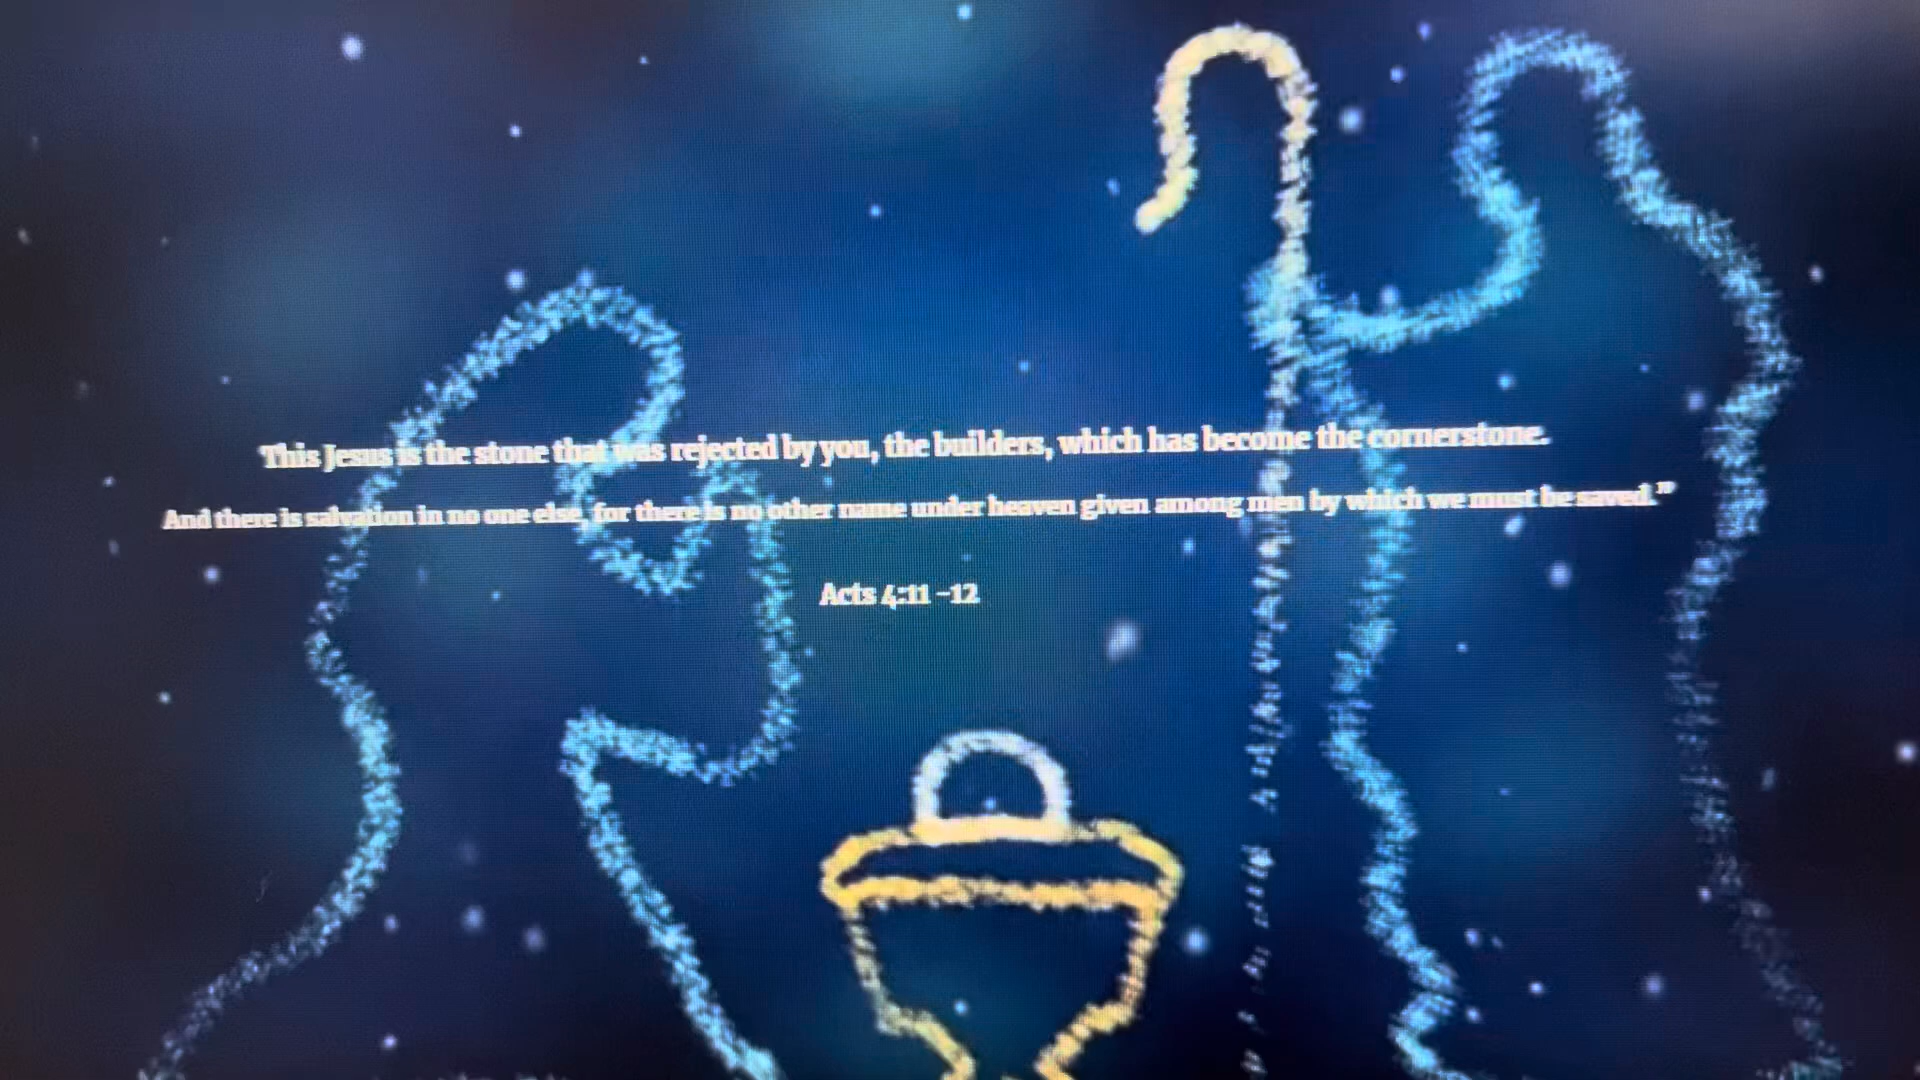 This Jesus is the stone that was rejected by you, the builders, which has become the cornerstone.
And there is salvation in no one else, for there is no other name under heaven given among men by which we must be saved.”
Acts 4:11 –12